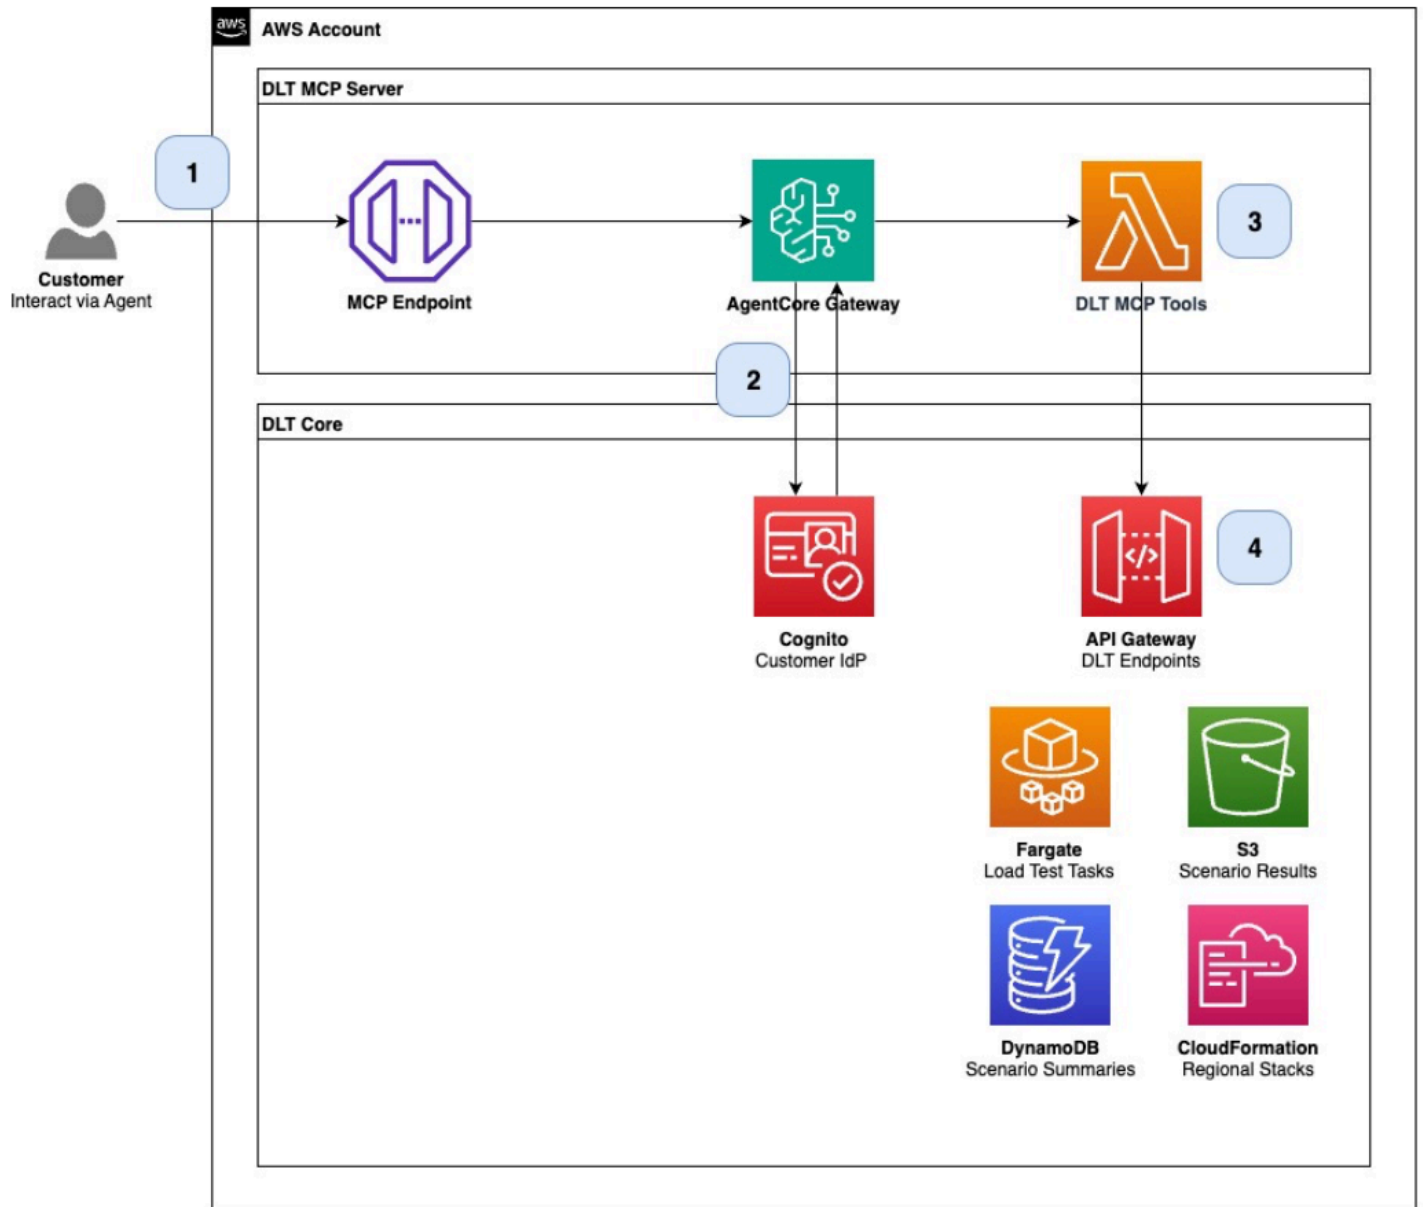 aws
AWS Account
DLT MCP Server
1
3
Customer
Interact via Agent
MCP Endpoint
AgentCore Gateway
DLT MCP Tools
2
DLT Core
4
</>
Cognito
Customer IdP
API Gateway
DLT Endpoints
Fargate
Load Test Tasks
S3
Scenario Results
DynamoDB
Scenario Summaries
CloudFormation
Regional Stacks